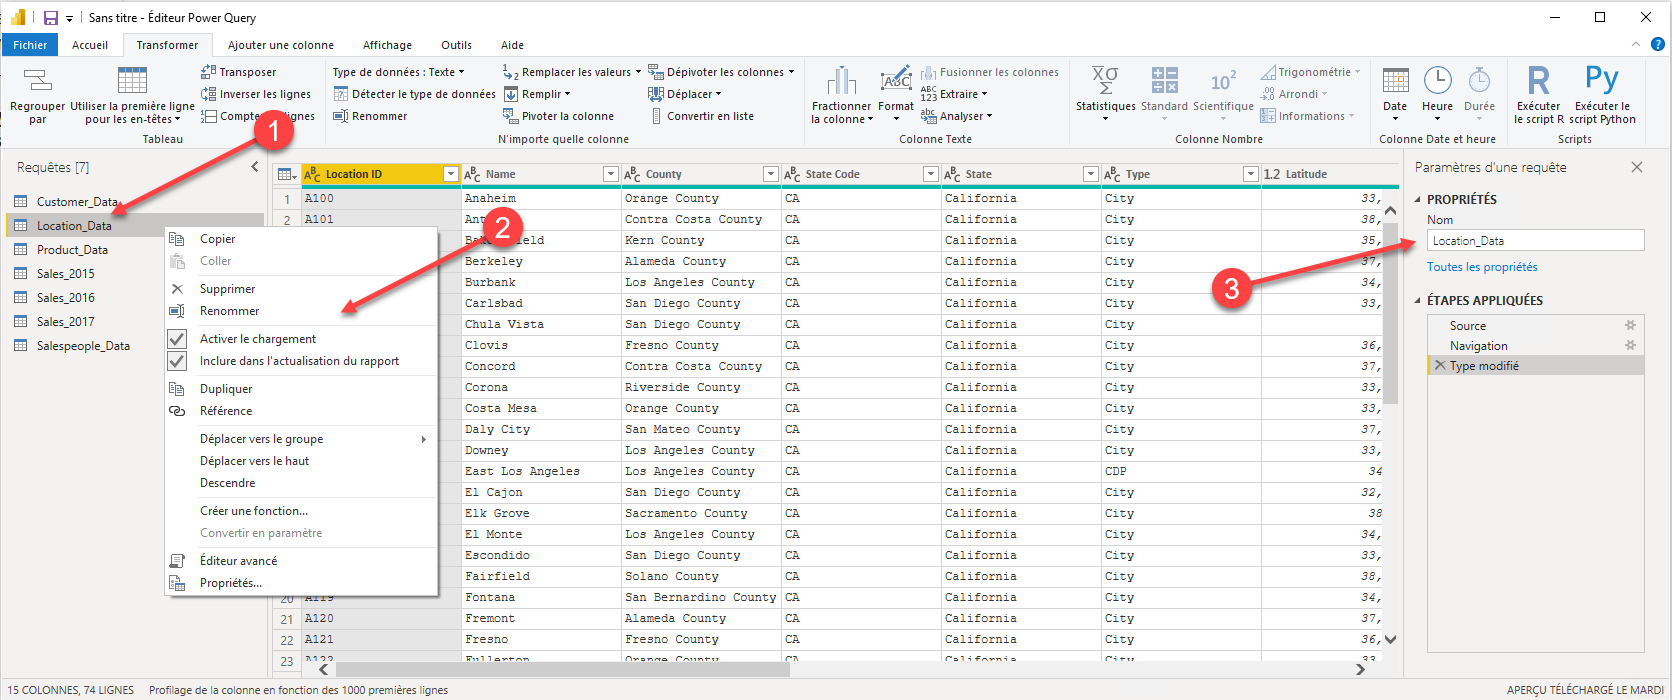 Sans titre - Éditeur Power Query
Fichier Accueil Transformer Ajouter une colonne Affichage Outils Aide
Regrouper par
Utiliser la première ligne pour les en-têtes
Transposer
Inverser les lignes
Tableau
Type de données : Texte
Détecter le type de données
Renommer
Remplacer les valeurs
Remplir
Pivoter la colonne
Dépivoter les colonnes
Déplacer
Convertir en liste
N'importe quelle colonne
Fractionner la colonne
Format
Fusionner les colonnes
Extraire
Analyser
Colonne Texte
Statistiques
Standard
Scientifique
Trigonométrie
Arrondi
Informations
Colonne Nombre
Date
Heure
Durée
Colonne Date et heure
Exécuter le script R
Exécuter le script Python
Scripts
1
2
3
Requêtes [7]
Customer_Data
Location_Data
Product_Data
Sales_2015
Sales_2016
Sales_2017
Salespeople_Data
Copier
Coller
Supprimer
Renommer
Activer le chargement
Inclure dans l'actualisation du rapport
Dupliquer
Référence
Déplacer vers le groupe
Déplacer vers le haut
Descendre
Créer une fonction...
Convertir en paramètre
Éditeur avancé
Propriétés...
Location ID Name County State Code State Type 1.2 Latitude
1 A100 Anaheim Orange County CA California City 33,
2 A101 Contra Costa County CA California City 38,
Kern County CA California City 35,
Berkeley Alameda County CA California City 37,
Burbank Los Angeles County CA California City 34,
Carlsbad San Diego County CA California City 33,
Chula Vista San Diego County CA California City
Clovis Fresno County CA California City 36,
Concord Contra Costa County CA California City 37,
Corona Riverside County CA California City 33,
Costa Mesa Orange County CA California City 33,
Daly City San Mateo County CA California City 37,
Downey Los Angeles County CA California City 33,
East Los Angeles Los Angeles County CA California CDP 34
El Cajon San Diego County CA California City 32,
Elk Grove Sacramento County CA California City 38
El Monte Los Angeles County CA California City 34,
Escondido San Diego County CA California City 33,
Fairfield Solano County CA California City 38,
20 A119 Fontana San Bernardino County CA California City 34,
21 A120 Fremont Alameda County CA California City 37,
22 A121 Fresno Fresno County CA California City 36,
23 A122 Fullerton Orange County CA California City 33
Paramètres d'une requête
PROPRIÉTÉS
Nom
Location_Data
Toutes les propriétés
ÉTAPES APPLIQUÉES
Source
Navigation
Type modifié
15 COLONNES, 74 LIGNES Profilage de la colonne en fonction des 1000 premières lignes
APERÇU TÉLÉCHARGÉ LE MARDI